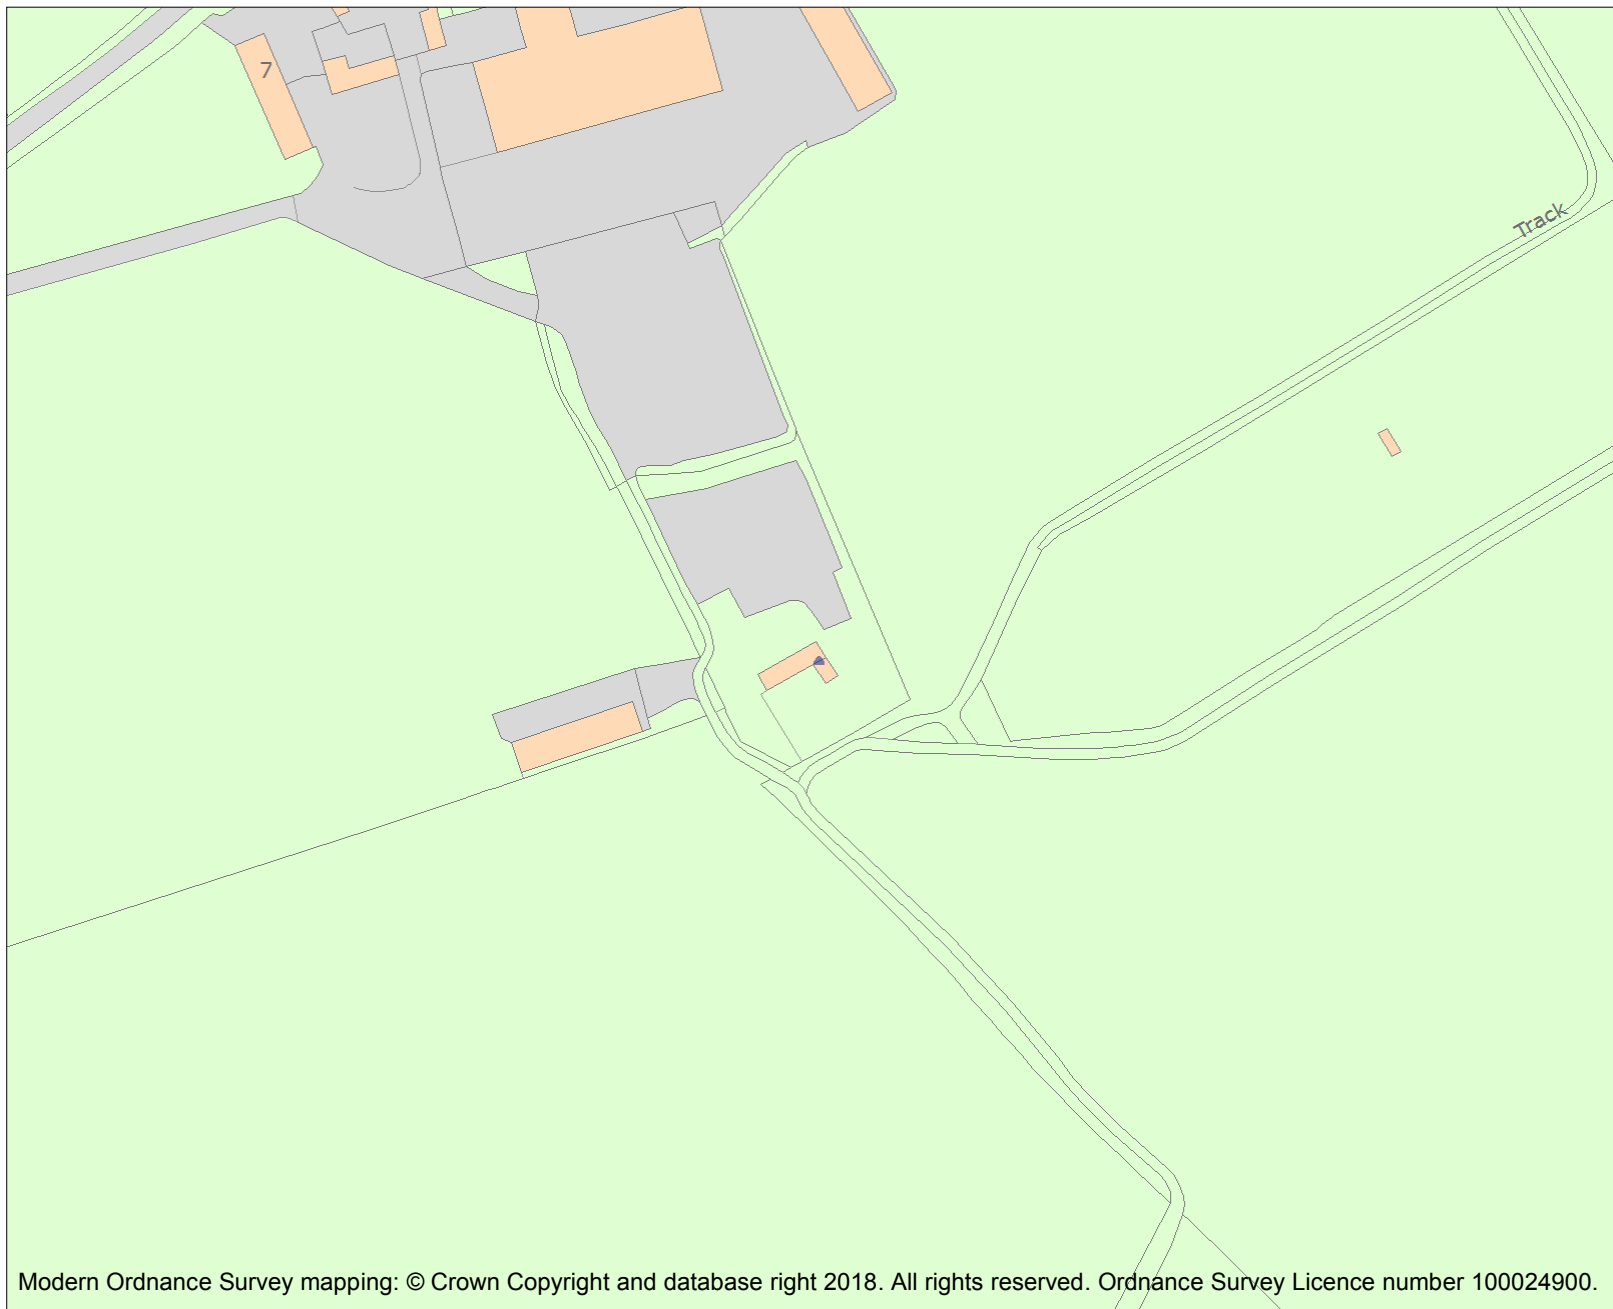 7
Track
Modern Ordnance Survey mapping: © Crown Copyright and database right 2018. All rights reserved. Ordnance Survey Licence number 100024900.